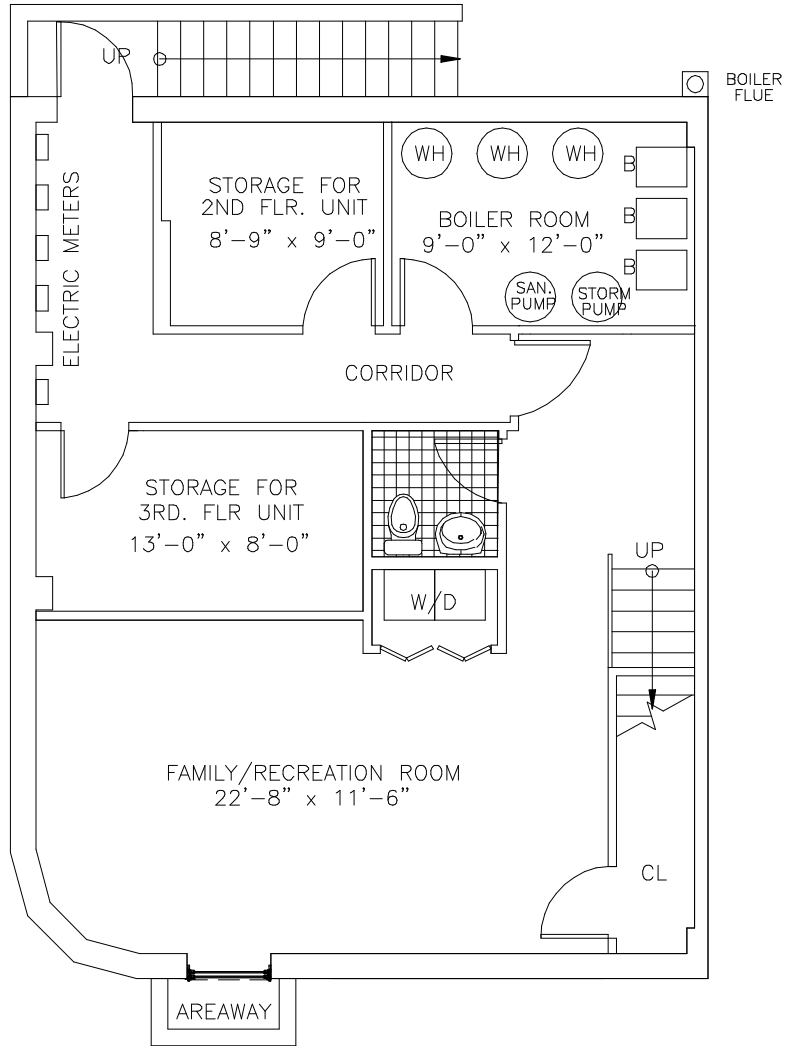 UP
BOILER
FLUE
WH WH WH
B
STORAGE FOR
2ND FLR. UNIT
8'-9" x 9'-0"
BOILER ROOM
9'-0" x 12'-0"
B
B
SAN.
PUMP
STORM
PUMP
ELECTRIC METERS
CORRIDOR
STORAGE FOR
3RD. FLR UNIT
13'-0" x 8'-0"
UP
W/D
FAMILY/RECREATION ROOM
22'-8" x 11'-6"
CL
AREAWAY